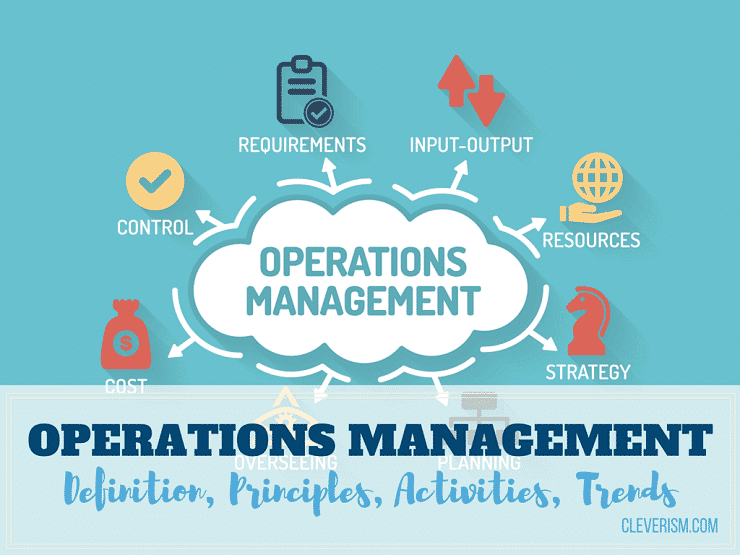 REQUIREMENTS
INPUT-OUTPUT
CONTROL
RESOURCES
OPERATIONS
MANAGEMENT
$
COST
STRATEGY
OPERATIONS MANAGEMENT
OVERSEEING
PLANNING
Definition, Principles, Activities, Trends
CLEVERISM.COM